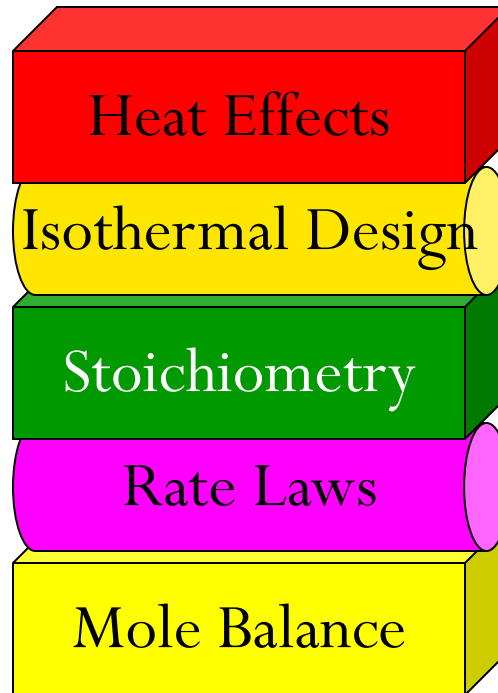 Heat Effects
Isothermal Design
Stoichiometry
Rate Laws
Mole Balance